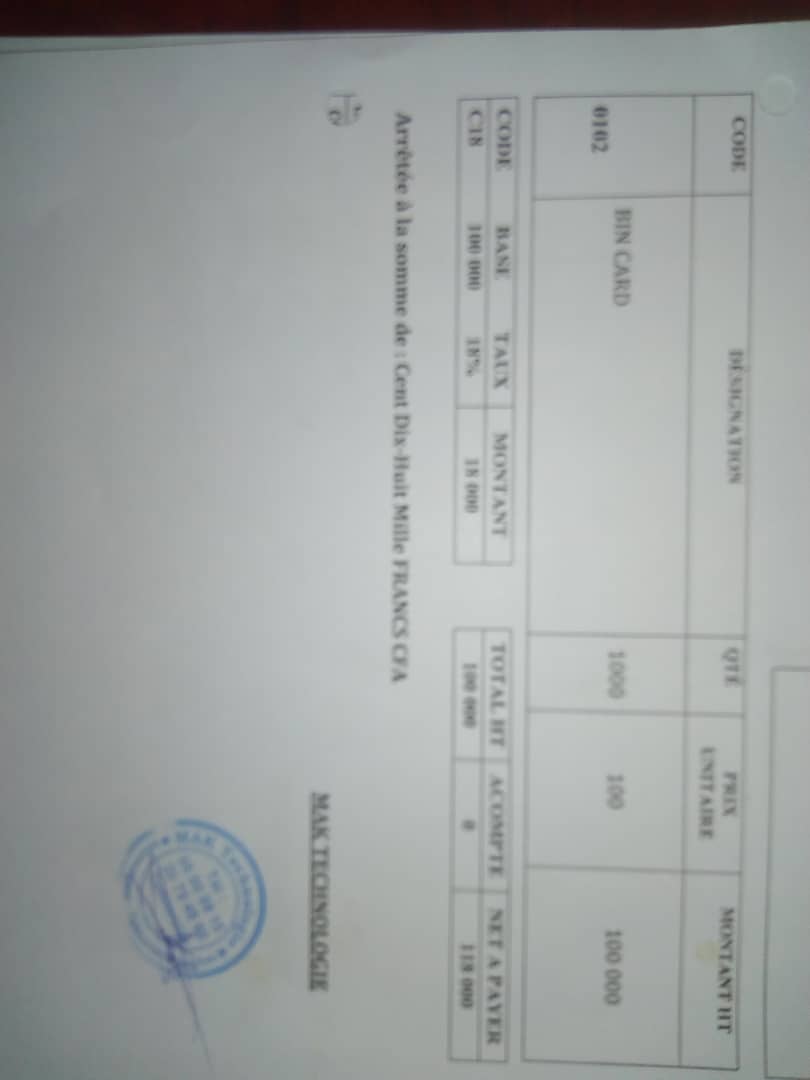 CODE DÉSIGNATION QTÉ PRIX UNITAIRE MONTANT HT
0102 BIN CARD 1000 100 100 000
CODE BASE TAUX MONTANT TOTAL HT ACOMPTE NET A PAYER
C18 100 000 18% 18 000 100 000 0 118 000
Arrêtée à la somme de : Cent Dix-Huit Mille FRANCS CFA
MAK TECHNOLOGIE
MAK Technologie
Tel